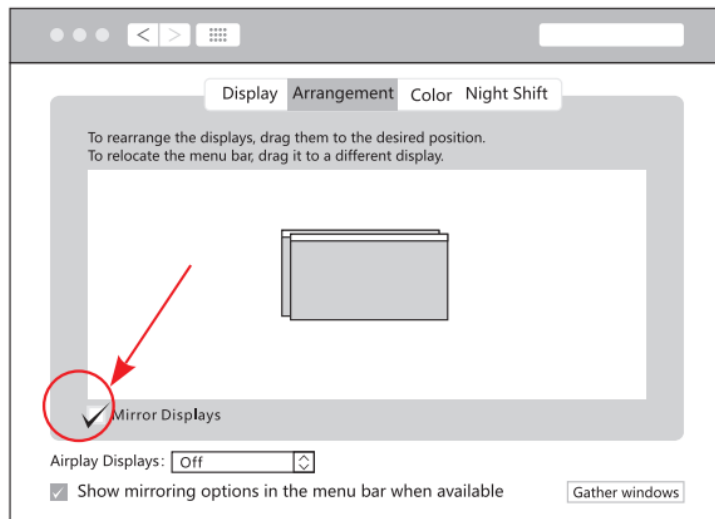 Display Arrangement Color Night Shift
To rearrange the displays, drag them to the desired position.
To relocate the menu bar, drag it to a different display.
Mirror Displays
Airplay Displays: Off
Show mirroring options in the menu bar when available Gather windows